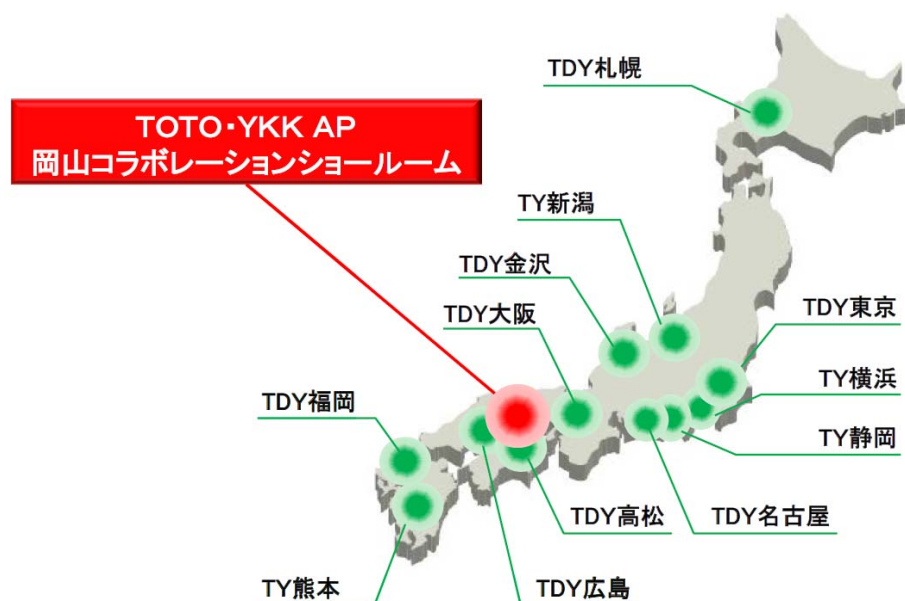 TDY札幌
TOTO・YKK AP
岡山コラボレーションショールーム
TY新潟
TDY金沢
TDY大阪
TDY東京
TY横浜
TDY福岡
TY静岡
TDY高松
TDY名古屋
TY熊本
TDY広島